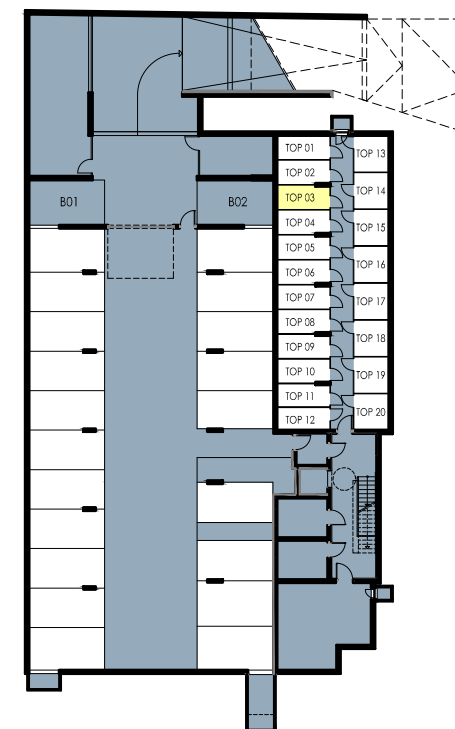 TOP 01
TOP 02
TOP 03
TOP 04
TOP 05
TOP 06
TOP 07
TOP 08
TOP 09
TOP 10
TOP 11
TOP 12
TOP 13
TOP 14
TOP 15
TOP 16
TOP 17
TOP 18
TOP 19
TOP 20
B01
B02